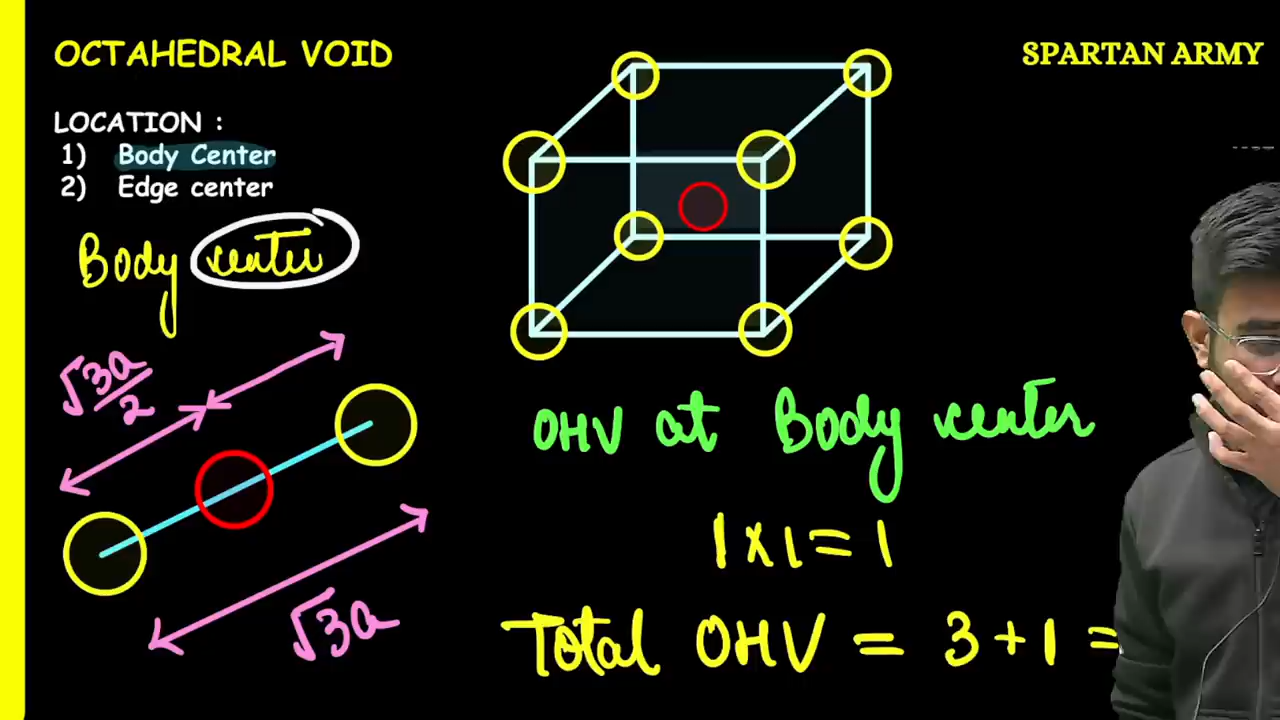 OCTAHEDRAL VOID
SPARTAN ARMY
LOCATION :
1) Body Center
2) Edge center
Body center
√3a/2
√3a
OHV at Body center
1 x 1 = 1
Total OHV = 3 + 1 =